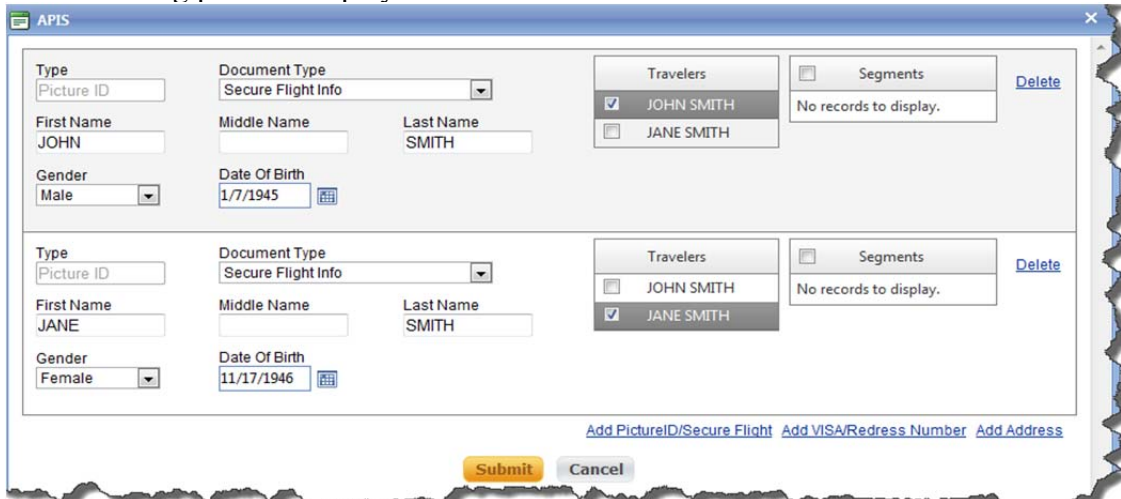 APIS
Type Document Type Travelers Segments Delete
Picture ID Secure Flight Info JOHN SMITH No records to display.
First Name Middle Name Last Name JANE SMITH
JOHN SMITH
Gender Date Of Birth
Male 1/7/1945
Type Document Type Travelers Segments Delete
Picture ID Secure Flight Info JOHN SMITH No records to display.
First Name Middle Name Last Name JANE SMITH
JANE SMITH
Gender Date Of Birth
Female 11/17/1946
Add PictureID/Secure Flight Add VISA/Redress Number Add Address
Submit Cancel